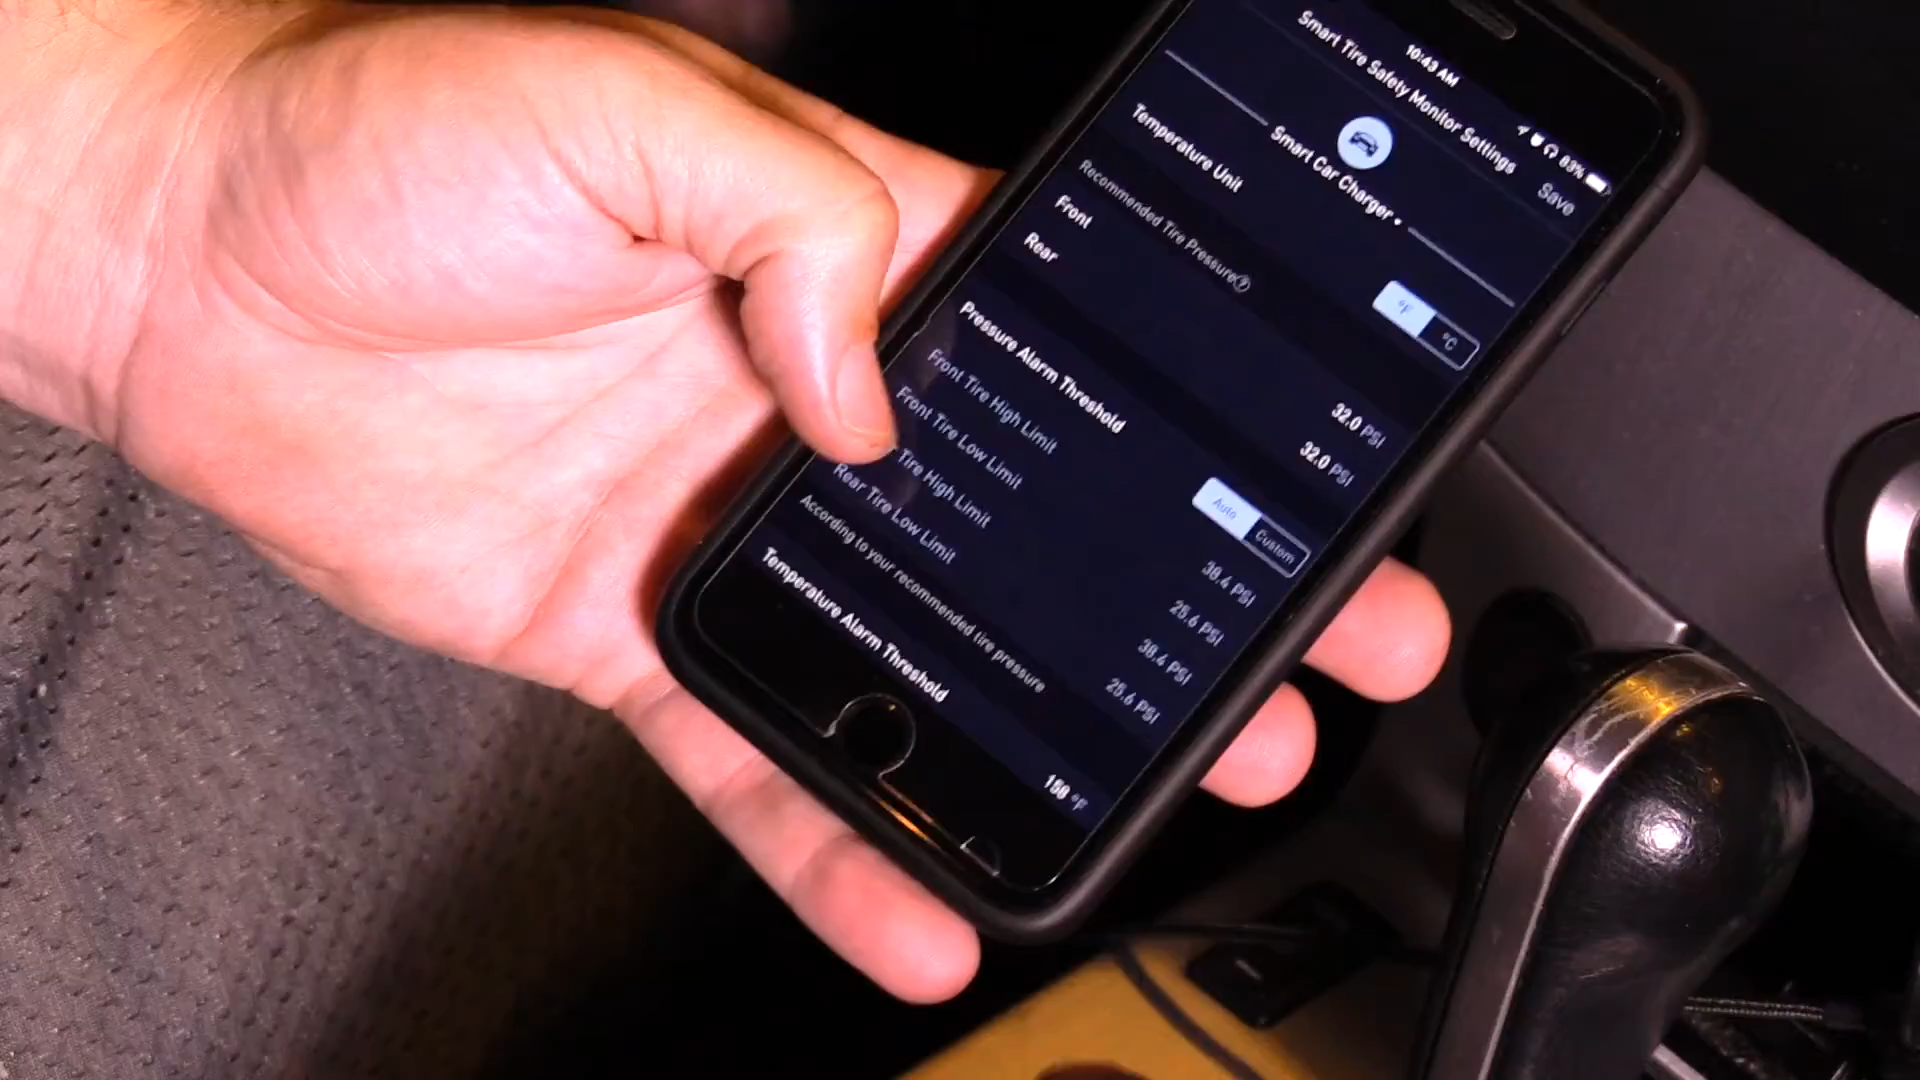 10:43 AM
83%
Smart Tire Safety Monitor Settings
Save
Smart Car Charger
Temperature Unit
°F °C
Recommended Tire Pressure?
Front 32.0 PSI
Rear 32.0 PSI
Pressure Alarm Threshold
Auto Custom
Front Tire High Limit 38.4 PSI
Front Tire Low Limit 25.6 PSI
Tire High Limit 38.4 PSI
Rear Tire Low Limit 25.6 PSI
According to your recommended tire pressure
Temperature Alarm Threshold
158 °F